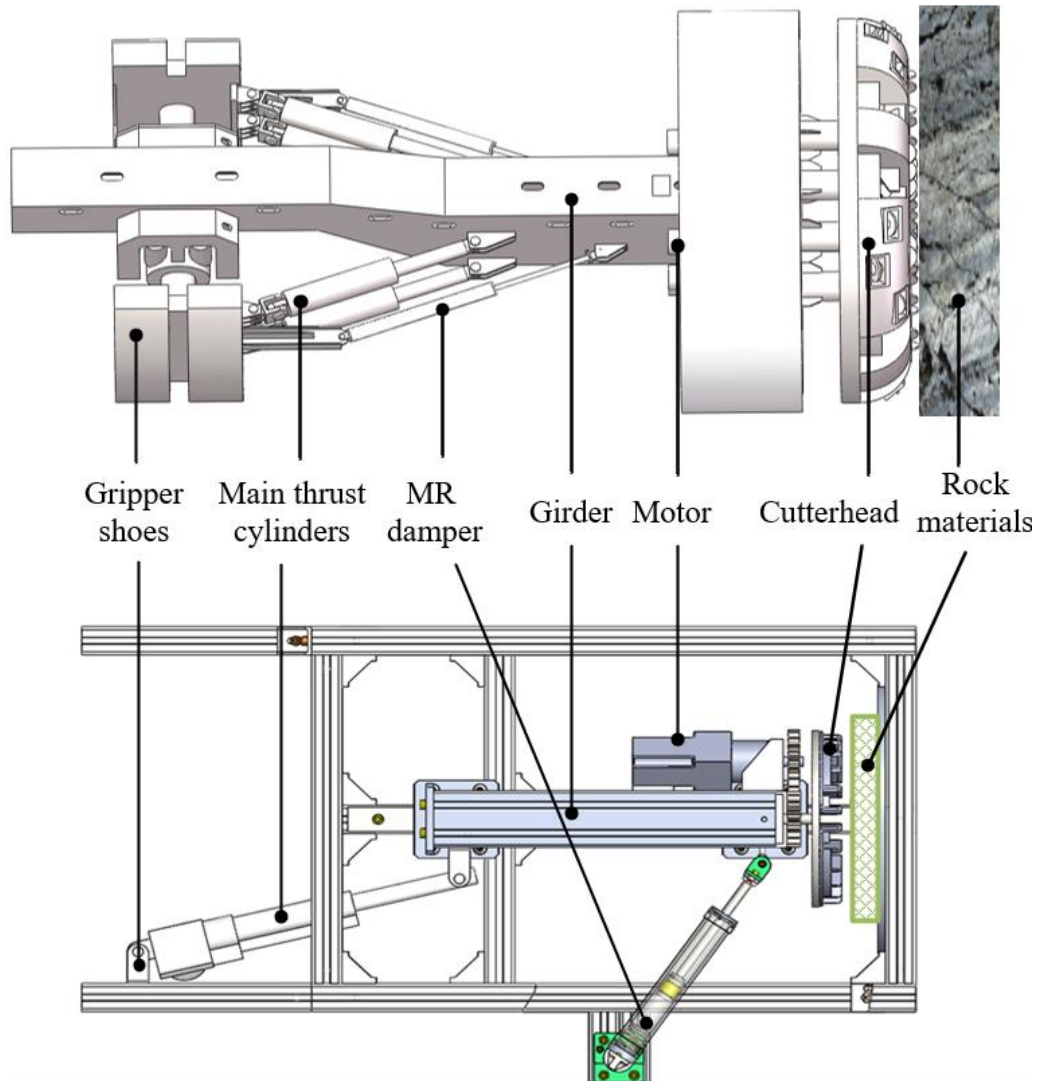 Gripper
shoes
Main thrust
cylinders
MR
damper
Girder
Motor
Cutterhead
Rock
materials